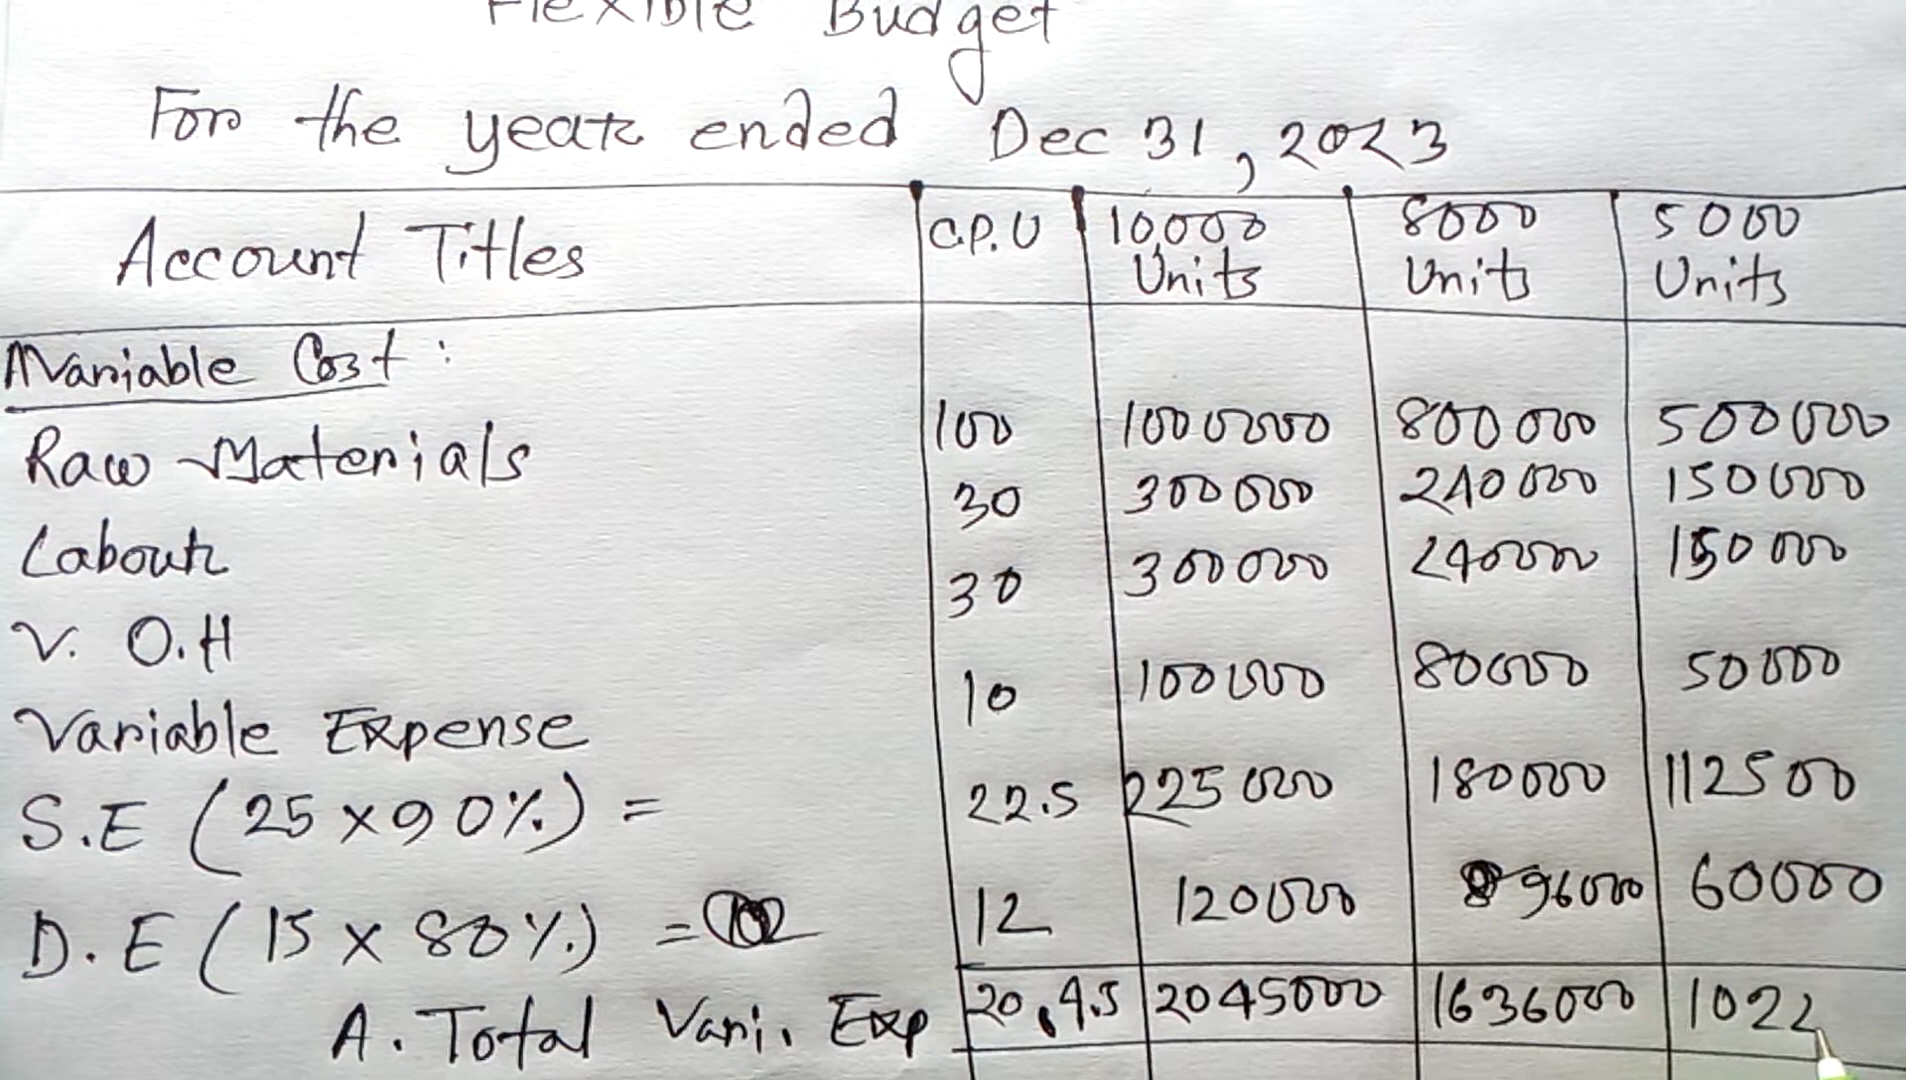 Flexible Budget
For the year ended Dec 31, 2023
Account Titles C.P.U 10,000 Units 8000 Units 5000 Units
Variable Cost:
Raw Materials 100 1000000 800000 500000
Labour 30 300000 240000 150000
V. O.H 30 300000 240000 150000
Variable Expense 10 100000 80000 50000
S.E (25 x 90%) = 22.5 225000 180000 112500
D.E (15 x 80%) = 12 120000 96000 60000
A. Total Vari. Exp 20,4.5 2045000 1636000 1022